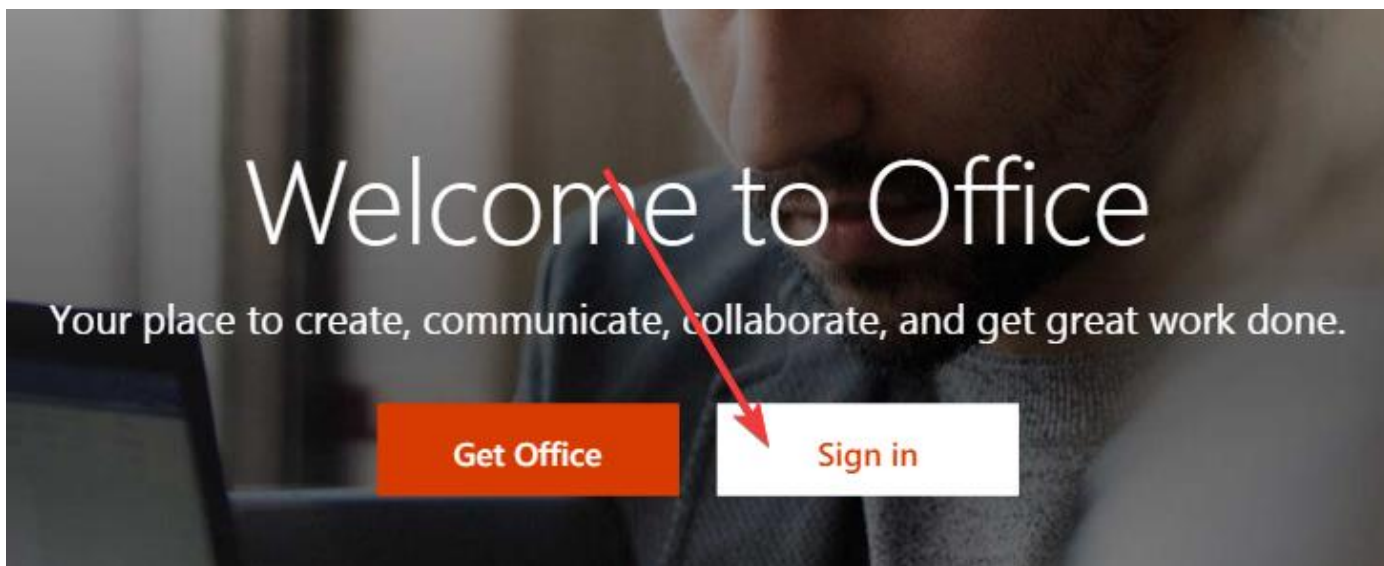 Welcome to Office
Your place to create, communicate, collaborate, and get great work done.
Get Office
Sign in